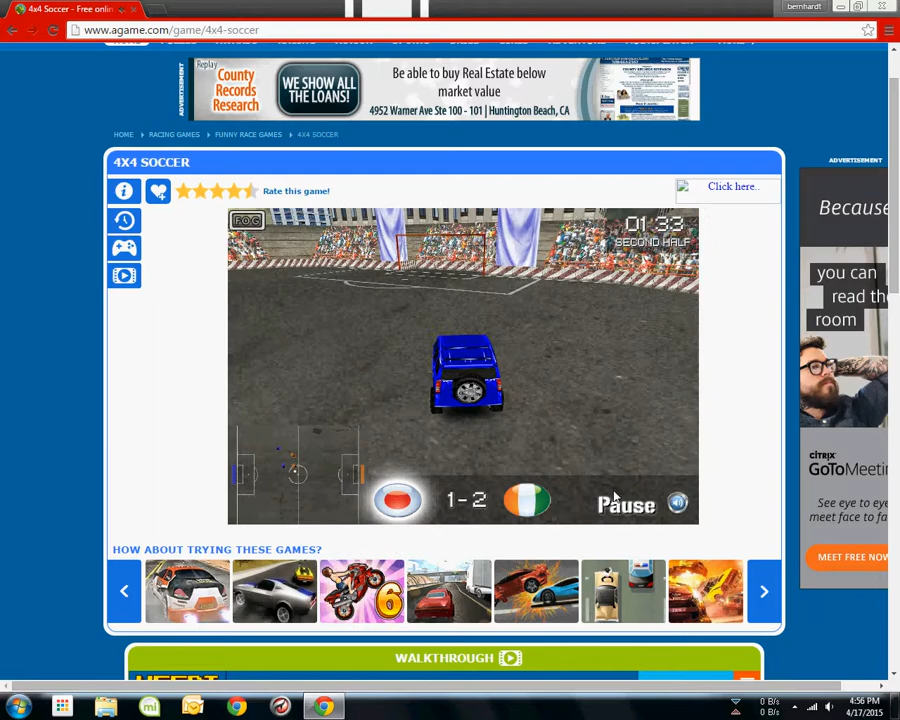 4x4 Soccer - Free onlin
bernhardt
www.agame.com/game/4x4-soccer
ADVERTISEMENT
Replay
County
Records
Research
WE SHOW ALL
THE LOANS!
Be able to buy Real Estate below
market value
4952 Warner Ave Ste 100 - 101 | Huntington Beach, CA
HOME
RACING GAMES
FUNNY RACE GAMES
4X4 SOCCER
ADVERTISEMENT
4X4 SOCCER
Rate this game!
Click here..
FOG
01:33
SECOND HALF
1-2
Pause
Because
you can
read the
room
CITRIX
GoToMeeti
See eye to eye
meet face to fa
MEET FREE NOW
HOW ABOUT TRYING THESE GAMES?
6
WALKTHROUGH
0 B/s
0 B/s
4:56 PM
4/17/2015